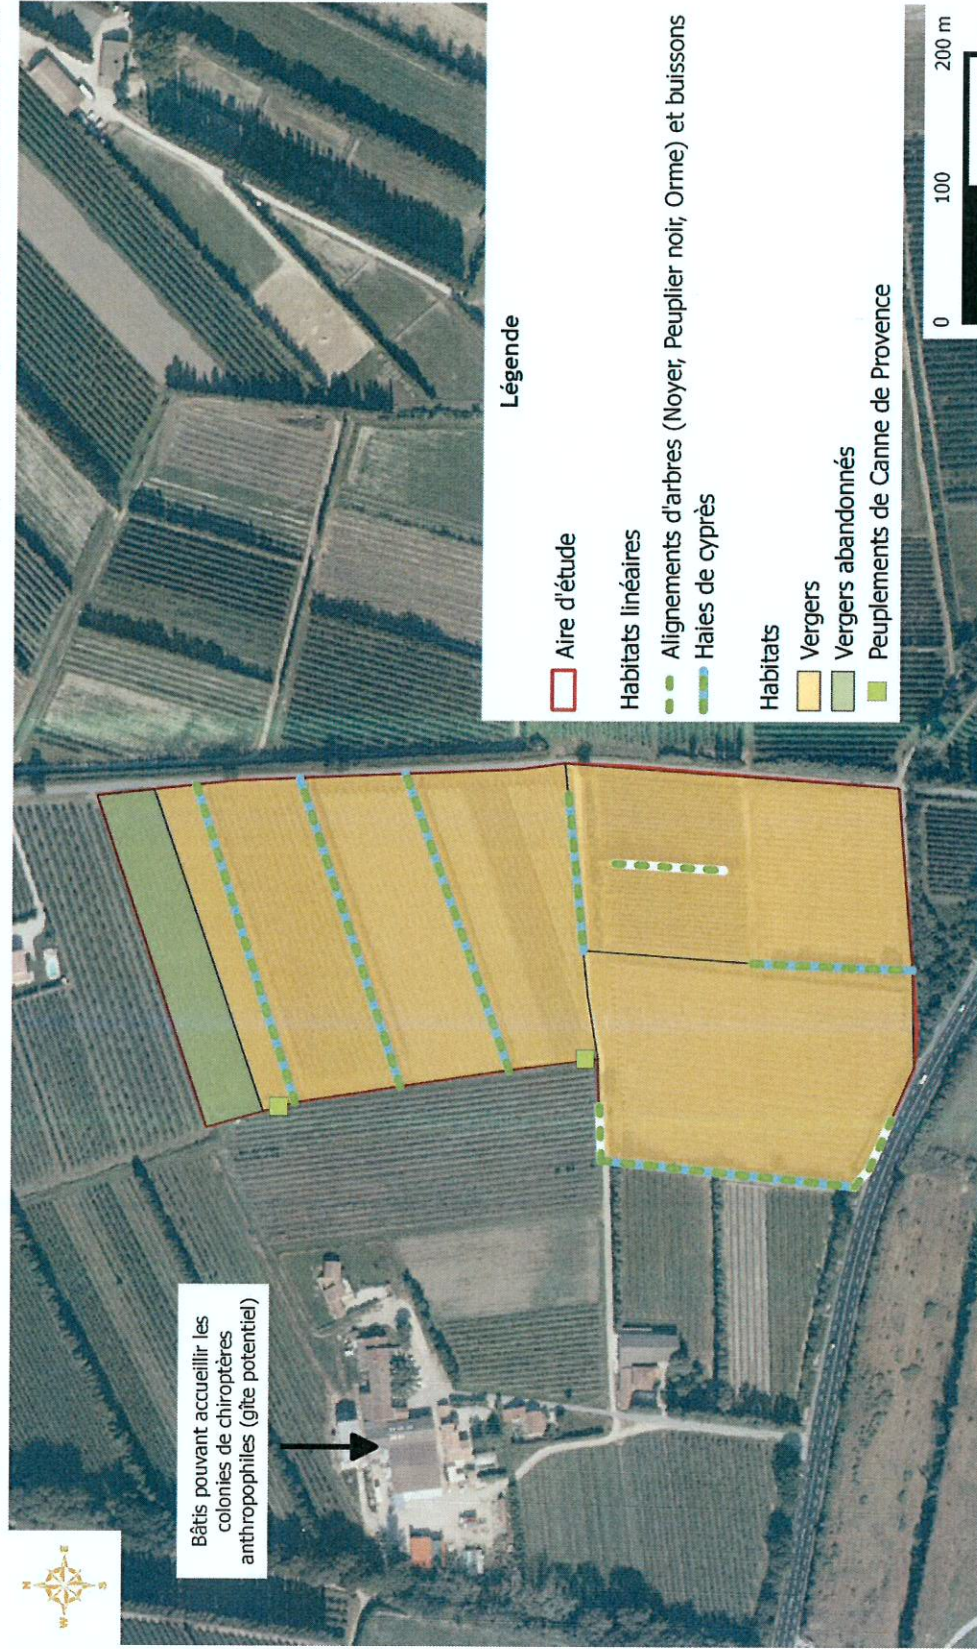 N
W
E
S
Bâtis pouvant accueillir les
colonies de chiroptères
anthropophiles (gîte potentiel)
Légende
Aire d'étude
Habitats linéaires
Alignements d'arbres (Noyer, Peuplier noir, Orme) et buissons
Haies de cyprès
Habitats
Vergers
Vergers abandonnés
Peuplements de Canne de Provence
0
100
200 m